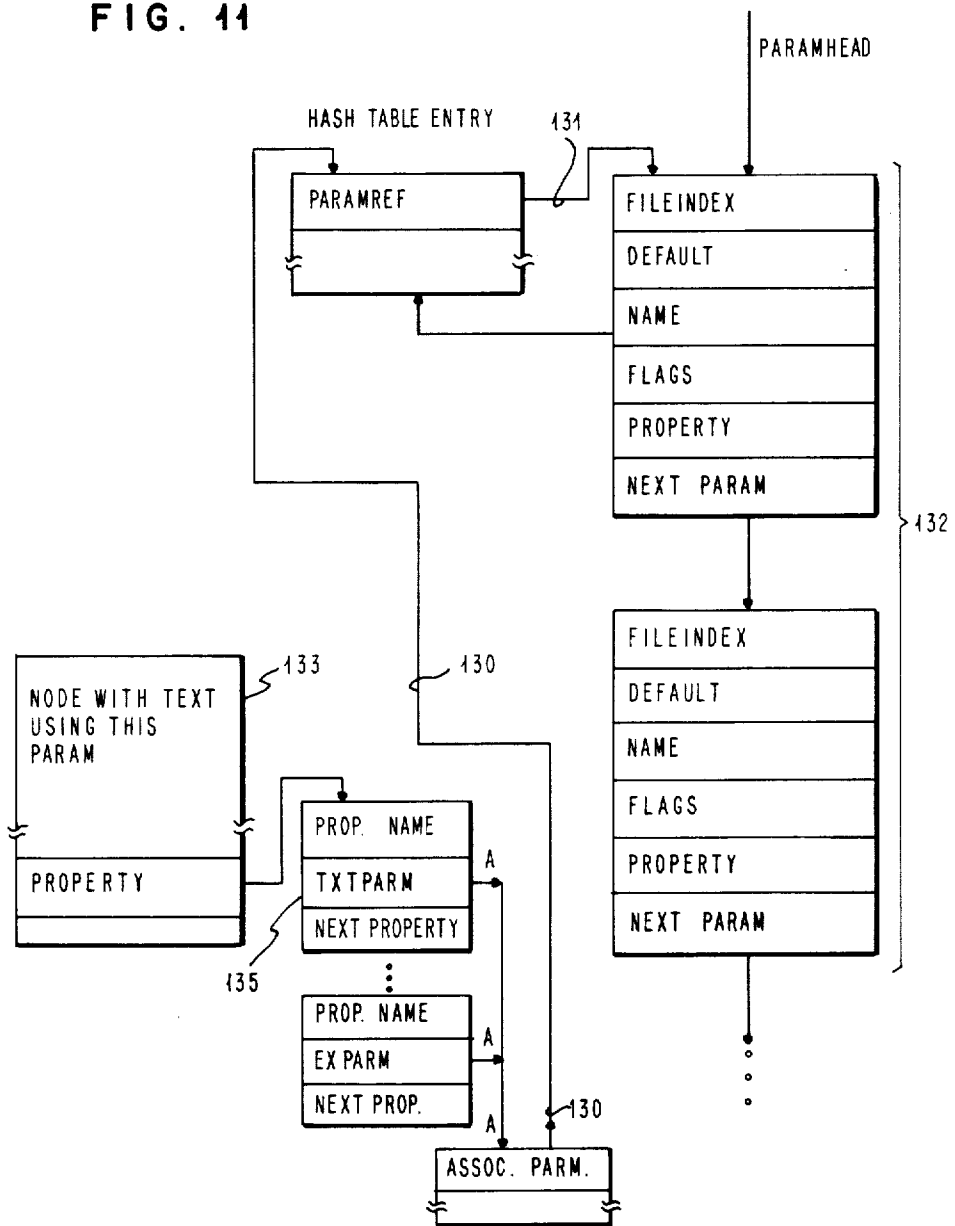 FIG. 11
PARAMHEAD
HASH TABLE ENTRY
131
PARAMREF
FILEINDEX
DEFAULT
NAME
FLAGS
PROPERTY
NEXT PARAM
132
FILEINDEX
DEFAULT
NAME
FLAGS
PROPERTY
NEXT PARAM
133
130
NODE WITH TEXT
USING THIS
PARAM
PROPERTY
PROP. NAME
TXTPARM
NEXT PROPERTY
A
135
PROP. NAME
EXPARM
NEXT PROP.
A
A
130
ASSOC. PARM.